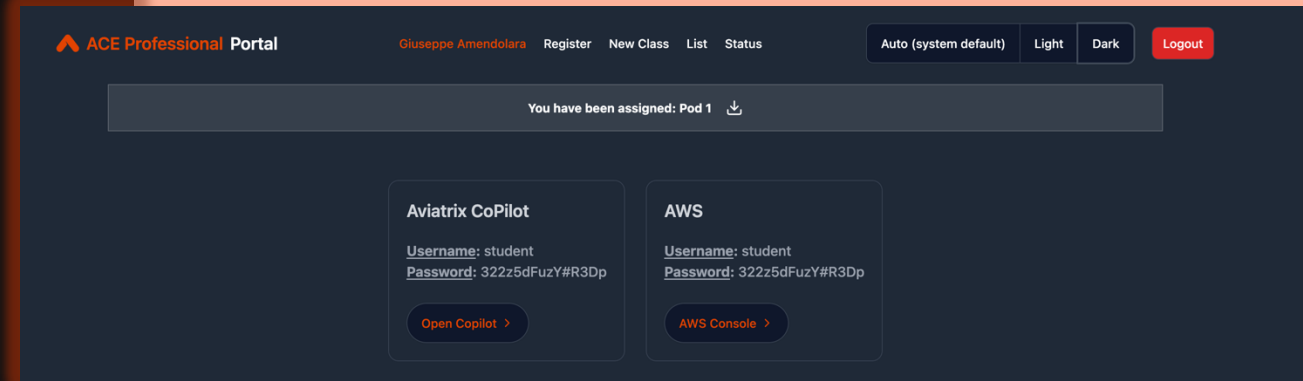 ACE Professional Portal
Giuseppe Amendolara Register New Class List Status
Auto (system default) Light Dark
Logout
You have been assigned: Pod 1
Aviatrix CoPilot
Username: student
Password: 322z5dFuzY#R3Dp
Open Copilot >
AWS
Username: student
Password: 322z5dFuzY#R3Dp
AWS Console >